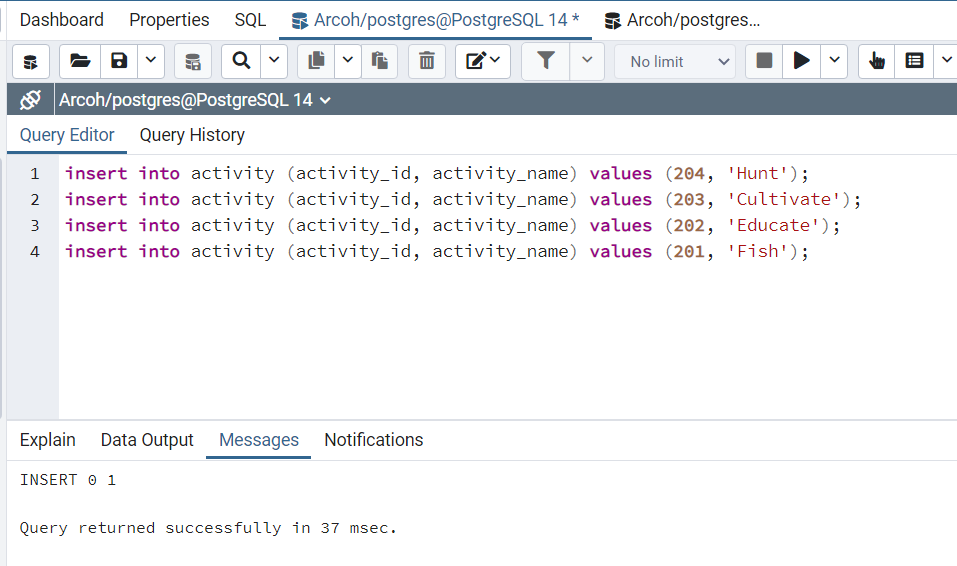 Dashboard Properties SQL Arcoh/postgres@PostgreSQL 14 * Arcoh/postgres...
No limit
Arcoh/postgres@PostgreSQL 14
Query Editor Query History
1 insert into activity (activity_id, activity_name) values (204, 'Hunt');
2 insert into activity (activity_id, activity_name) values (203, 'Cultivate');
3 insert into activity (activity_id, activity_name) values (202, 'Educate');
4 insert into activity (activity_id, activity_name) values (201, 'Fish');
Explain Data Output Messages Notifications
INSERT 0 1
Query returned successfully in 37 msec.